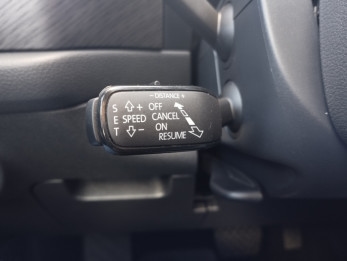 - DISTANCE +
S + OFF
E SPEED CANCEL
T - ON
RESUME